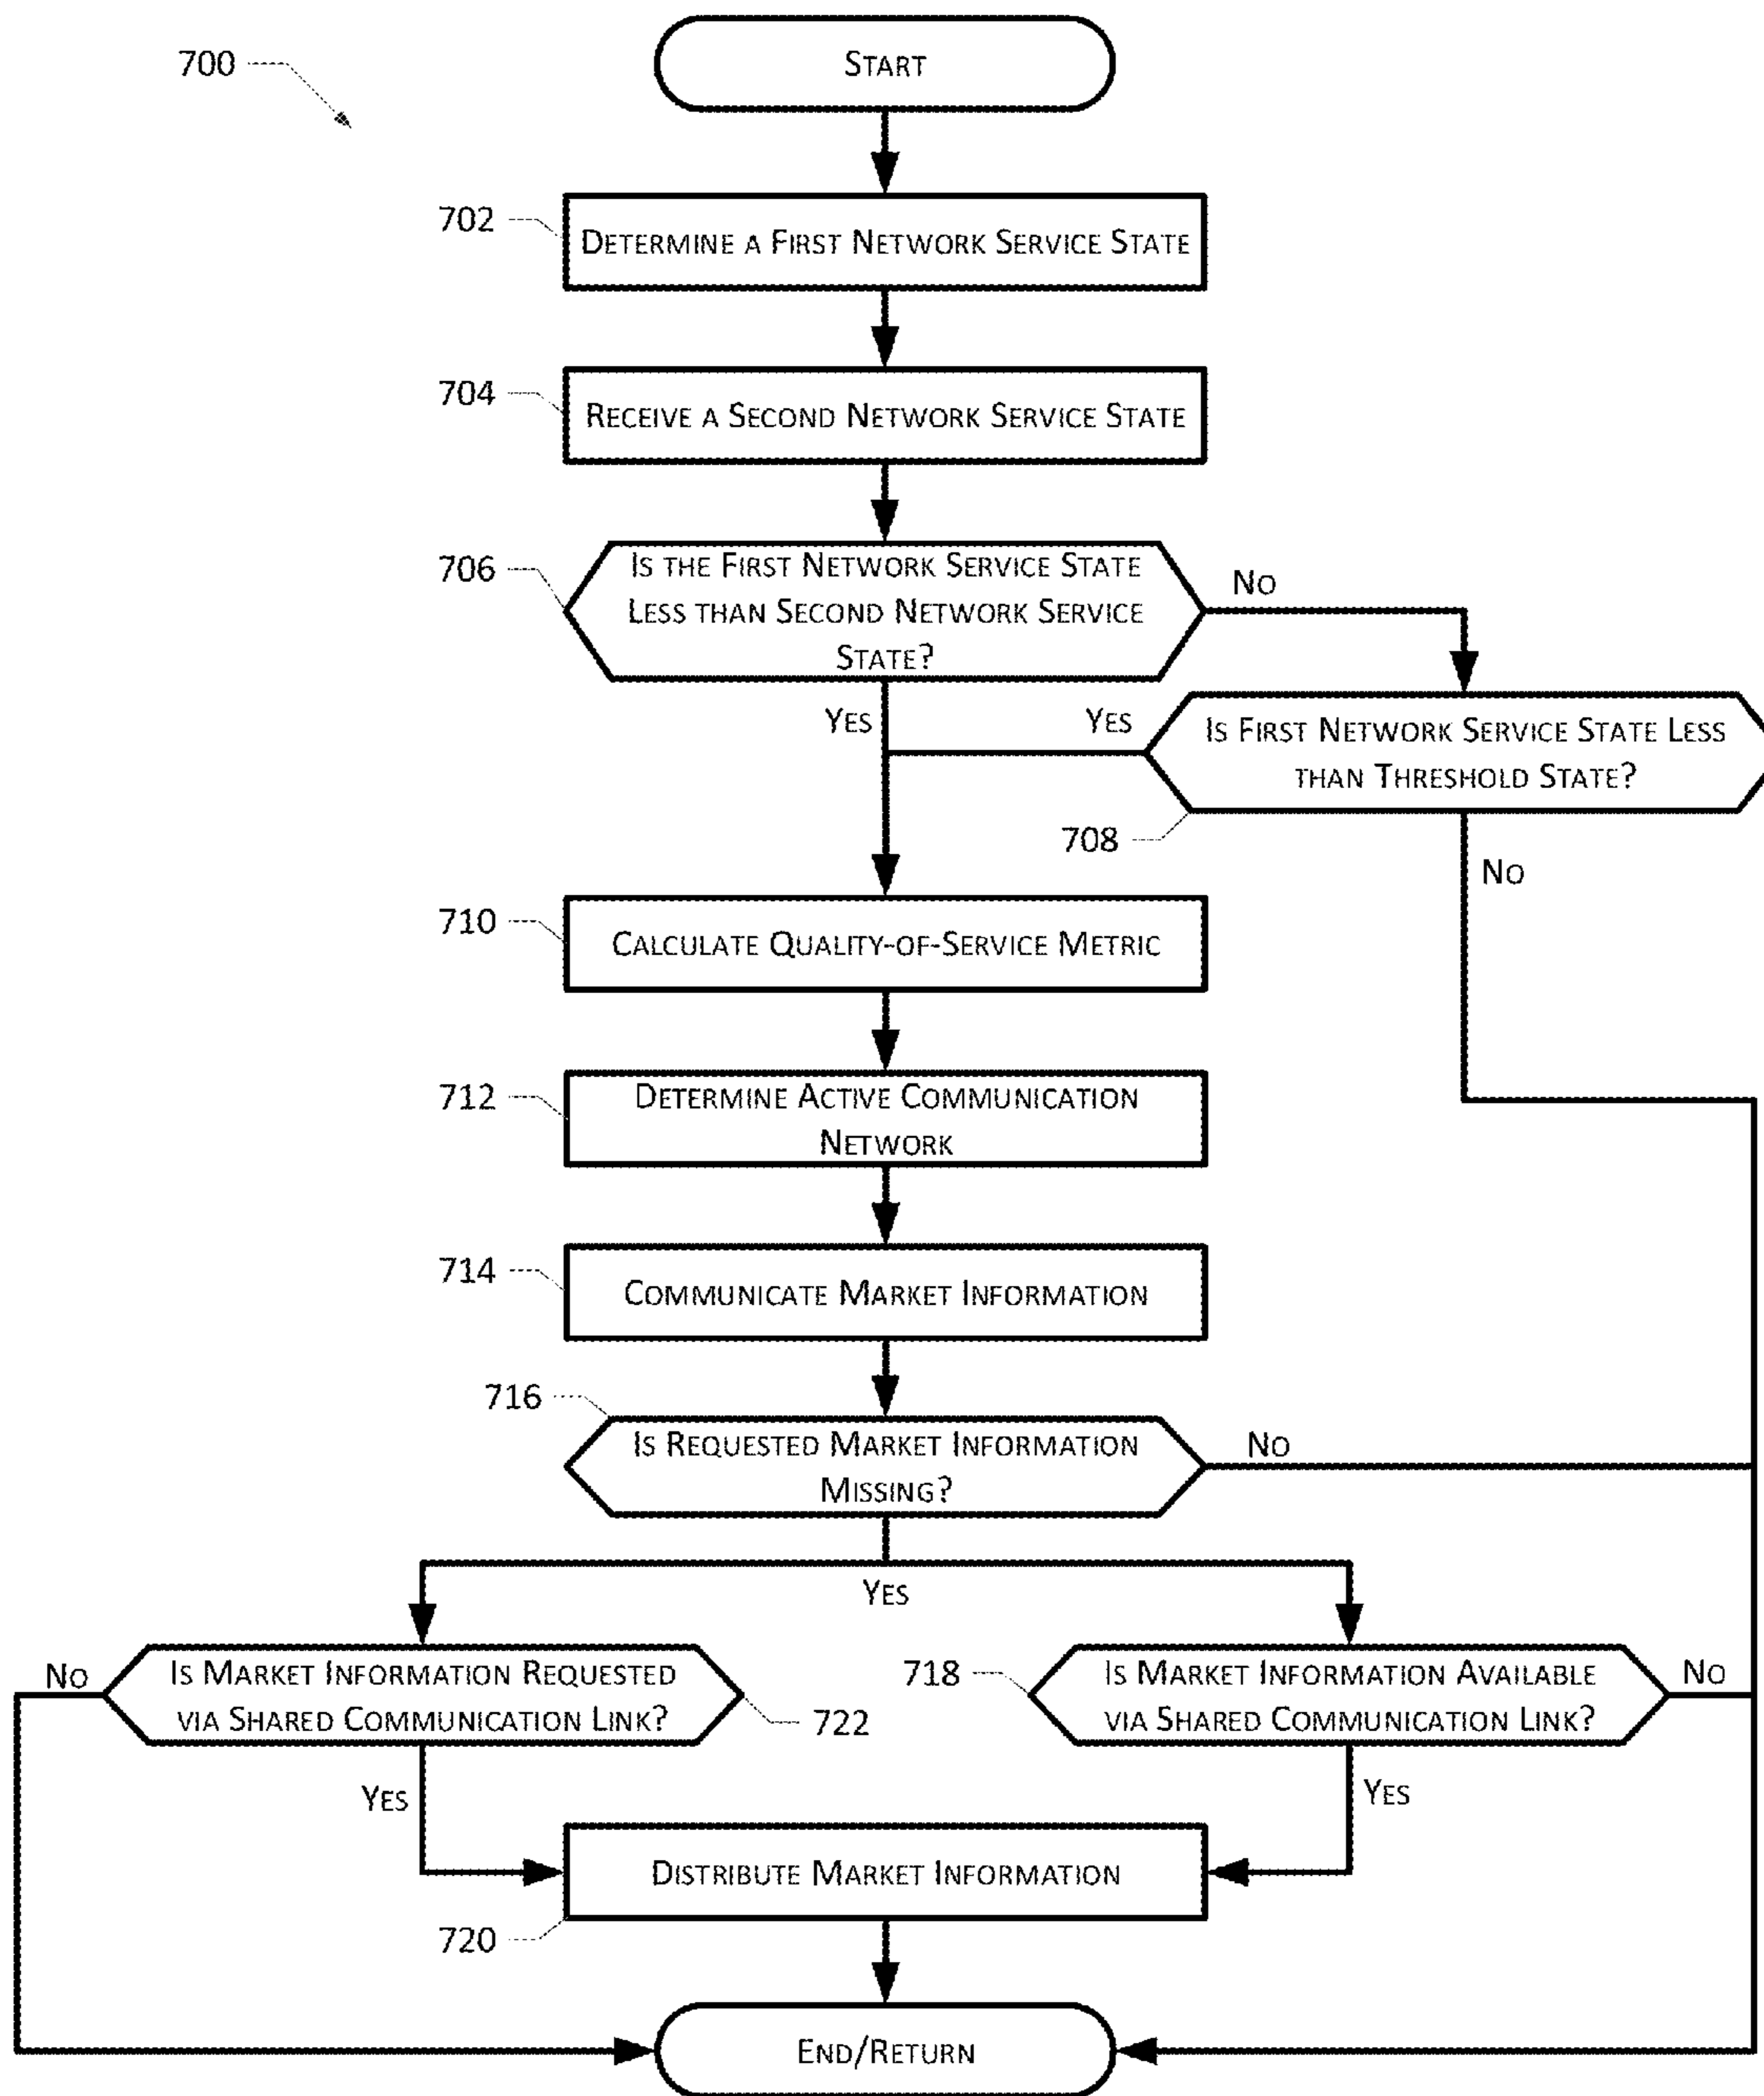 700
START
702
DETERMINE A FIRST NETWORK SERVICE STATE
704
RECEIVE A SECOND NETWORK SERVICE STATE
706
IS THE FIRST NETWORK SERVICE STATE
LESS THAN SECOND NETWORK SERVICE
STATE?
NO
YES
YES
IS FIRST NETWORK SERVICE STATE LESS
THAN THRESHOLD STATE?
708
NO
710
CALCULATE QUALITY-OF-SERVICE METRIC
712
DETERMINE ACTIVE COMMUNICATION
NETWORK
714
COMMUNICATE MARKET INFORMATION
716
IS REQUESTED MARKET INFORMATION
MISSING?
NO
YES
NO
IS MARKET INFORMATION REQUESTED
VIA SHARED COMMUNICATION LINK?
722
718
IS MARKET INFORMATION AVAILABLE
VIA SHARED COMMUNICATION LINK?
NO
YES
YES
DISTRIBUTE MARKET INFORMATION
720
END/RETURN